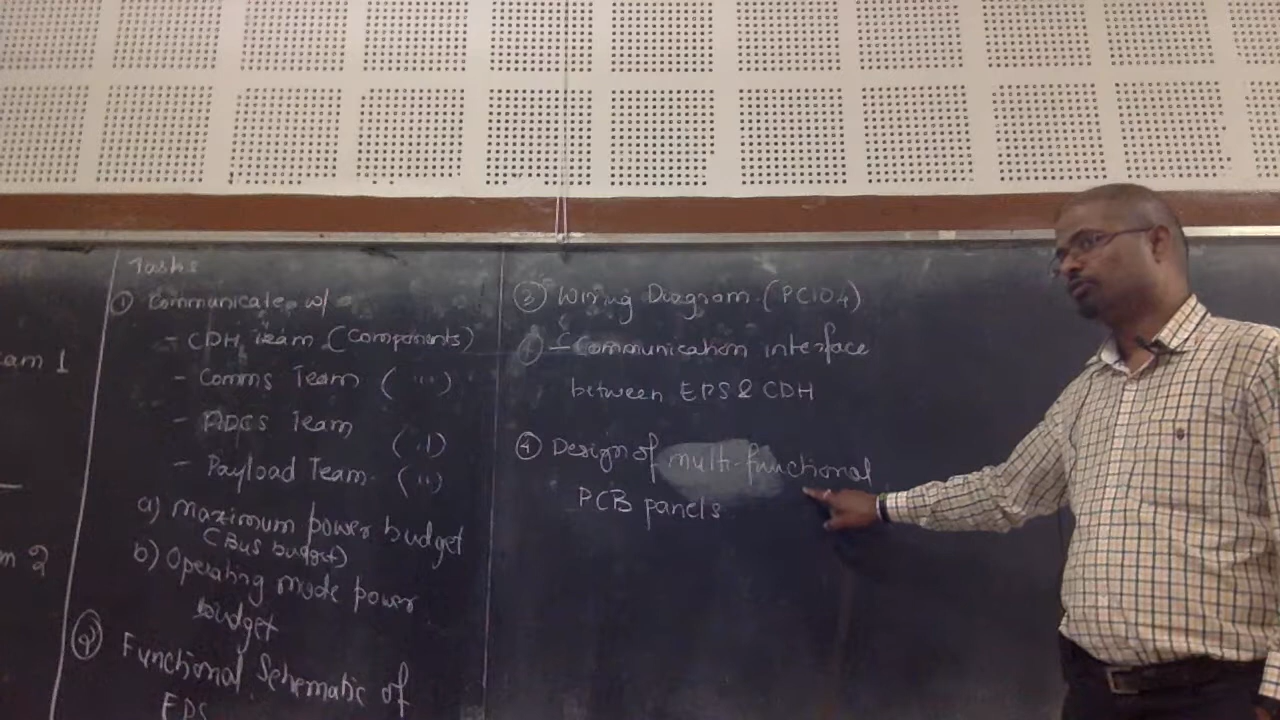 eam 1
m 2
Tasks
① Communicate w/
- CDH Team (Components)
- Comms Team ( ''' )
- ADCS Team ( '' )
- Payload Team ( '' )
a) Maximum power budget
(Bus budget)
b) Operating mode power
budget
② Functional Schematic of
EPS
③ Wiring Diagram (PC104)
- Communication interface
between EPS & CDH
④ Design of multi-functional
PCB panels